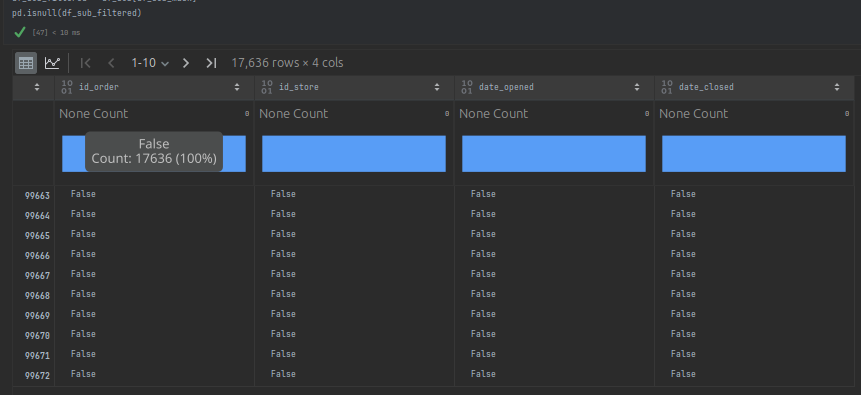 pd.isnull(df_sub_filtered)
[47] < 10 ms
1-10 17,636 rows × 4 cols
id_order id_store date_opened date_closed
None Count 0 None Count 0 None Count 0 None Count 0
False
Count: 17636 (100%)
99663 False False False False
99664 False False False False
99665 False False False False
99666 False False False False
99667 False False False False
99668 False False False False
99669 False False False False
99670 False False False False
99671 False False False False
99672 False False False False